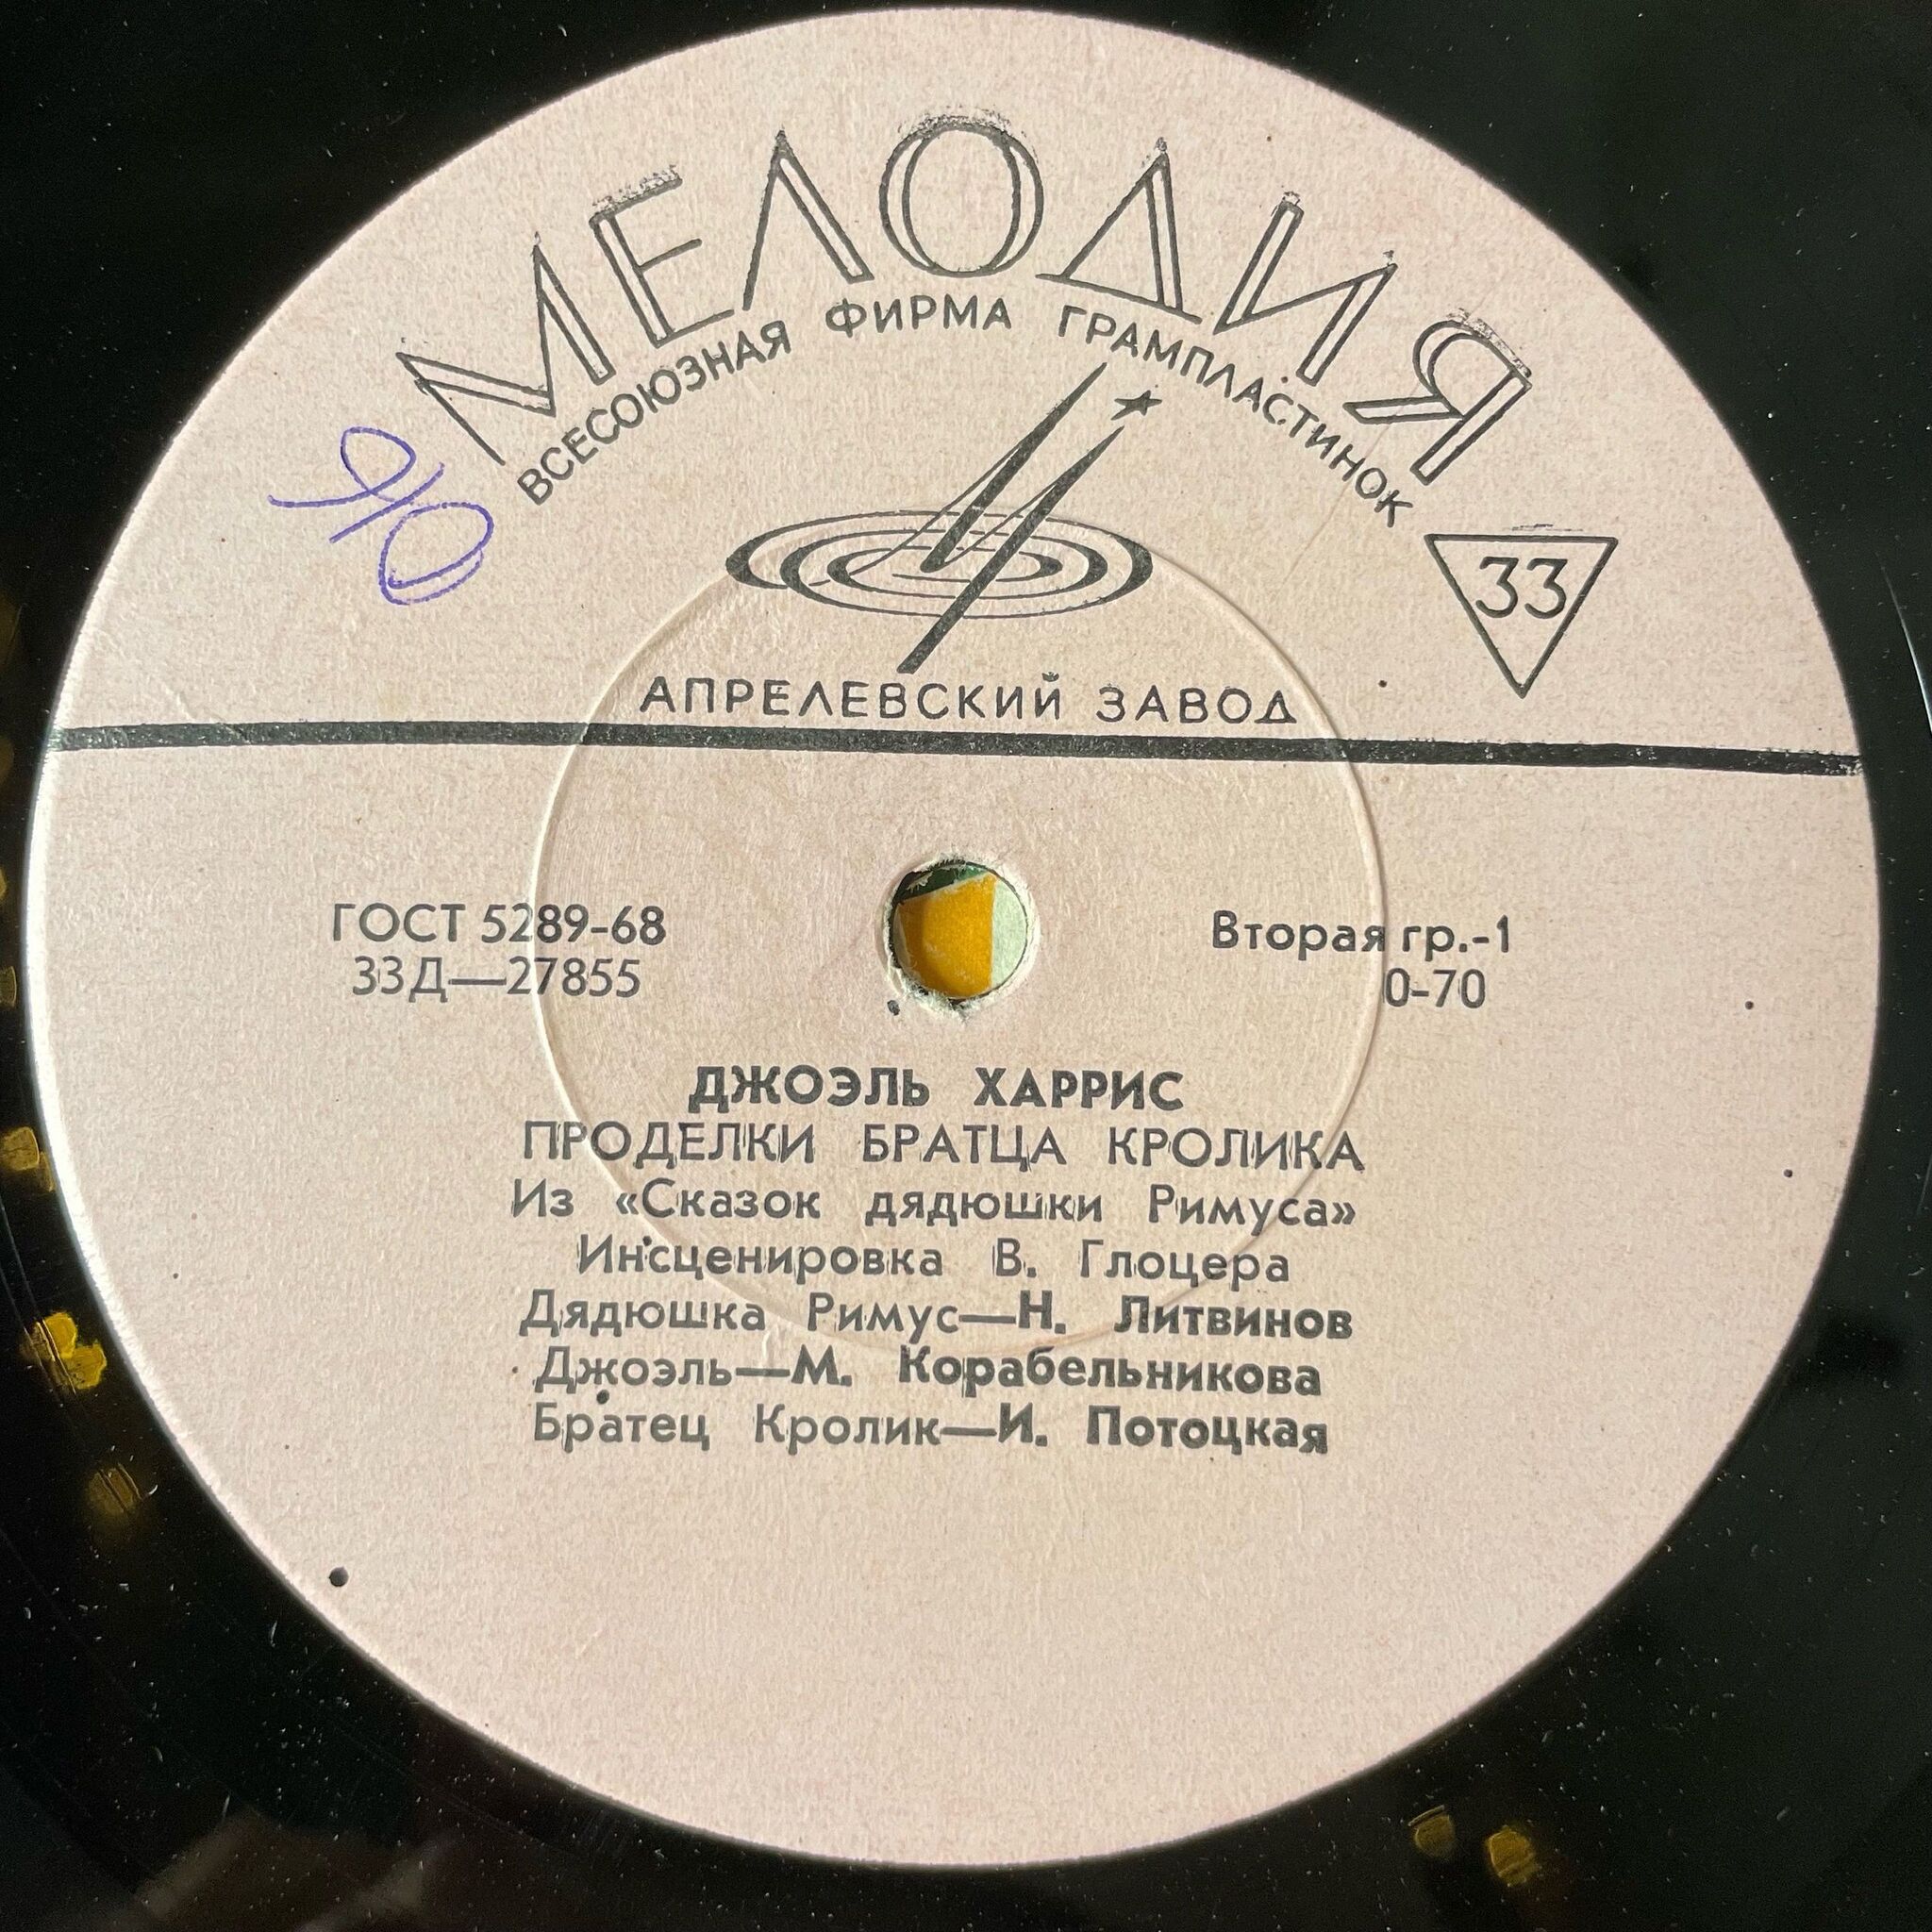 МЕЛОДИЯ
ВСЕСОЮЗНАЯ ФИРМА ГРАМПЛАСТИНОК
33
АПРЕЛЕВСКИЙ ЗАВОД
ГОСТ 5289-68
33Д—27855
Вторая гр.-1
0-70
ДЖОЭЛЬ ХАРРИС
ПРОДЕЛКИ БРАТЦА КРОЛИКА
Из «Сказок дядюшки Римуса»
Инсценировка В. Глоцера
Дядюшка Римус—Н. Литвинов
Джоэль—М. Корабельникова
Братец Кролик—И. Потоцкая